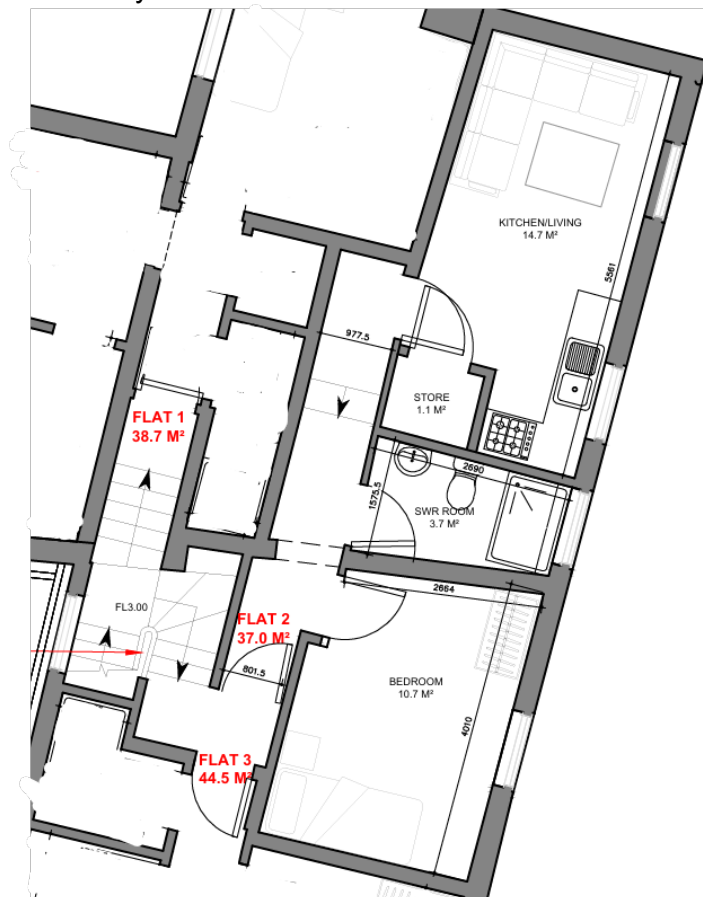 KITCHEN/LIVING
14.7 M²
5561
977.5
STORE
1.1 M²
FLAT 1
38.7 M²
2690
1575.5
SWR ROOM
3.7 M²
2664
FL3.00
FLAT 2
37.0 M²
801.5
BEDROOM
10.7 M²
4010
FLAT 3
44.5 M²